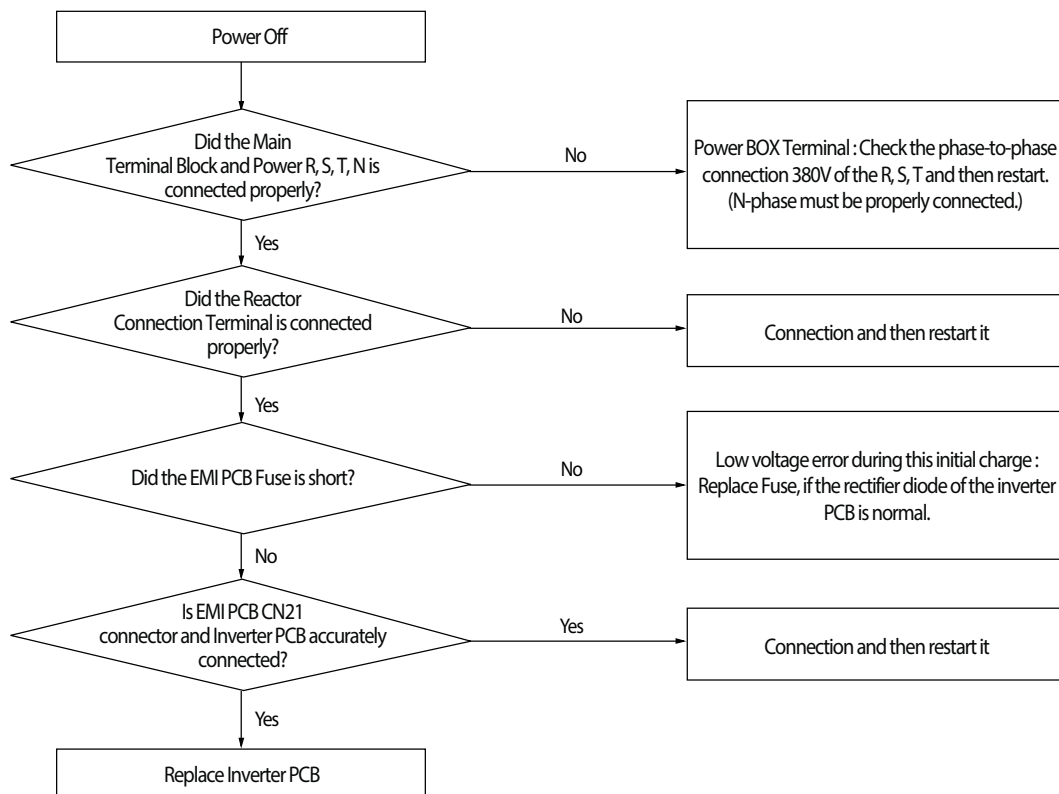 Power Off
Did the Main
Terminal Block and Power R, S, T, N is
connected properly?
No
Power BOX Terminal : Check the phase-to-phase
connection 380V of the R, S, T and then restart.
(N-phase must be properly connected.)
Yes
Did the Reactor
Connection Terminal is connected
properly?
No
Connection and then restart it
Yes
Did the EMI PCB Fuse is short?
No
Low voltage error during this initial charge :
Replace Fuse, if the rectifier diode of the inverter
PCB is normal.
No
Is EMI PCB CN21
connector and Inverter PCB accurately
connected?
Yes
Connection and then restart it
Yes
Replace Inverter PCB